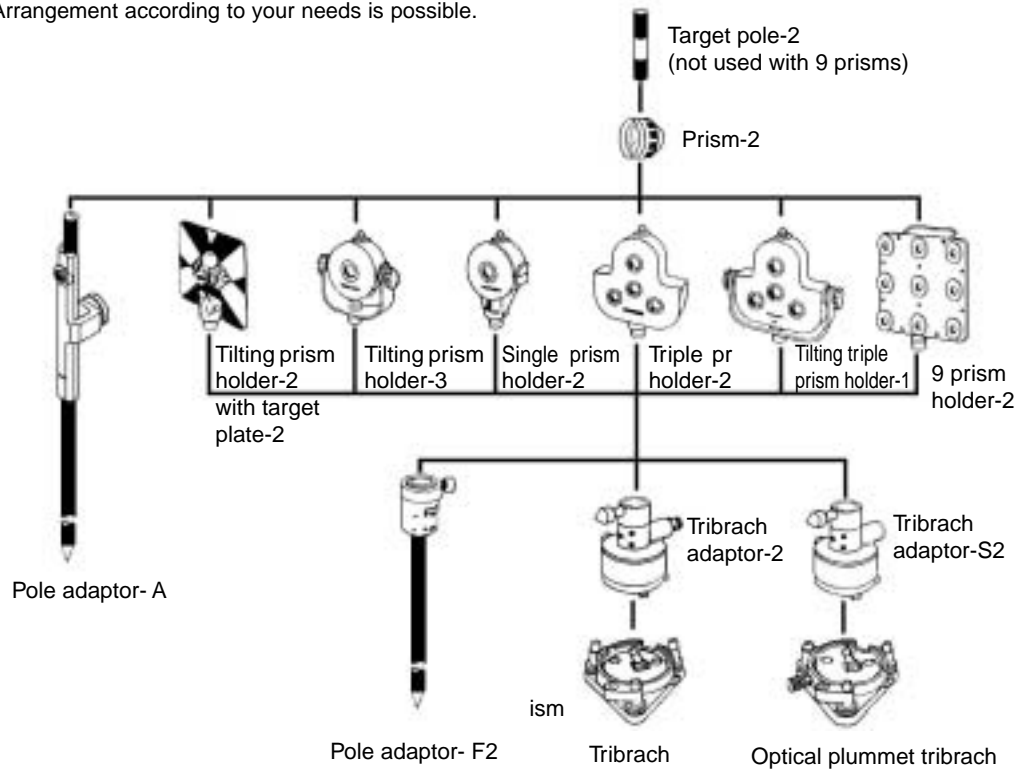 Arrangement according to your needs is possible.
Target pole-2
(not used with 9 prisms)
Prism-2
Tilting prism
holder-2
with target
plate-2
Tilting prism
holder-3
Single prism
holder-2
Triple pr
holder-2
Tilting triple
prism holder-1
9 prism
holder-2
Tribrach
adaptor-2
Tribrach
adaptor-S2
Pole adaptor- A
ism
Pole adaptor- F2
Tribrach
Optical plummet tribrach